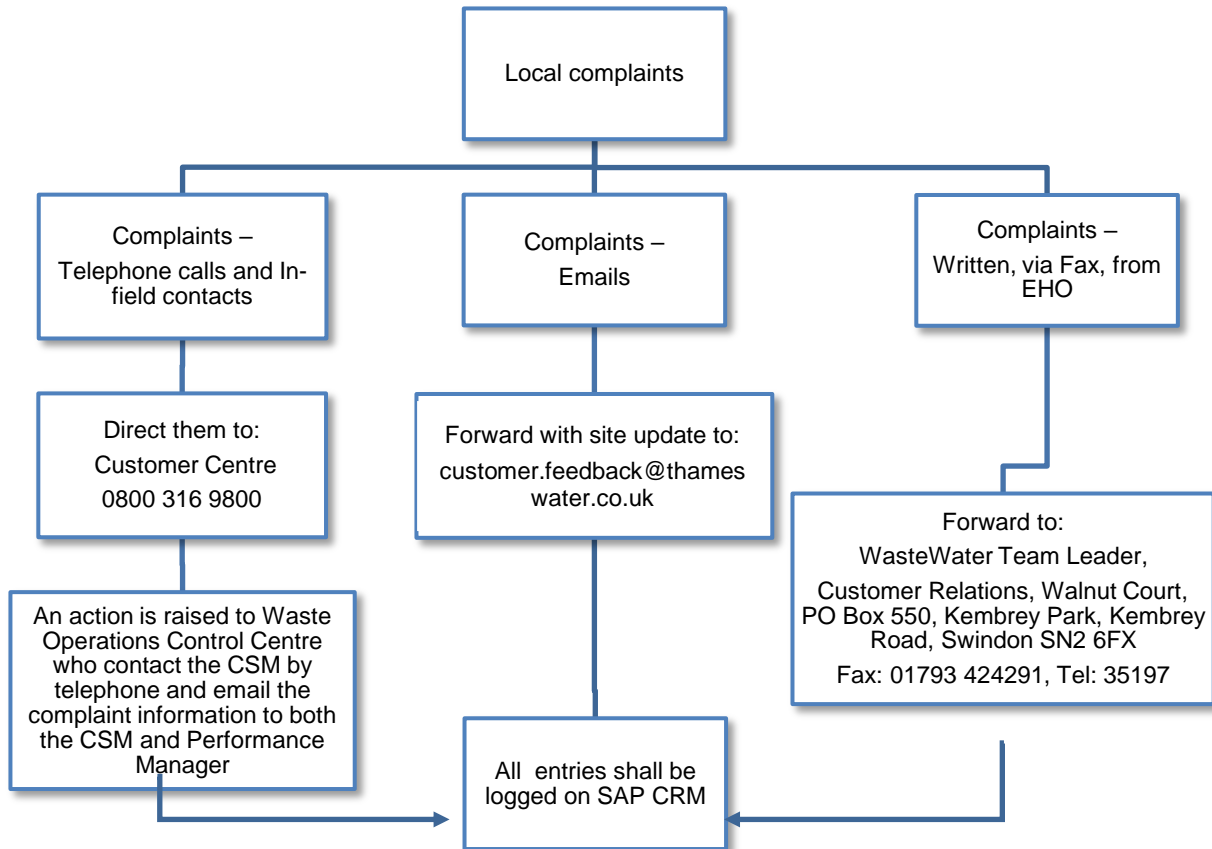 Local complaints
Complaints –
Telephone calls and In-
field contacts
Complaints –
Emails
Complaints –
Written, via Fax, from
EHO
Direct them to:
Customer Centre
0800 316 9800
Forward with site update to:
customer.feedback@thames
water.co.uk
Forward to:
WasteWater Team Leader,
Customer Relations, Walnut Court,
PO Box 550, Kembrey Park, Kembrey
Road, Swindon SN2 6FX
Fax: 01793 424291, Tel: 35197
An action is raised to Waste
Operations Control Centre
who contact the CSM by
telephone and email the
complaint information to both
the CSM and Performance
Manager
All entries shall be
logged on SAP CRM